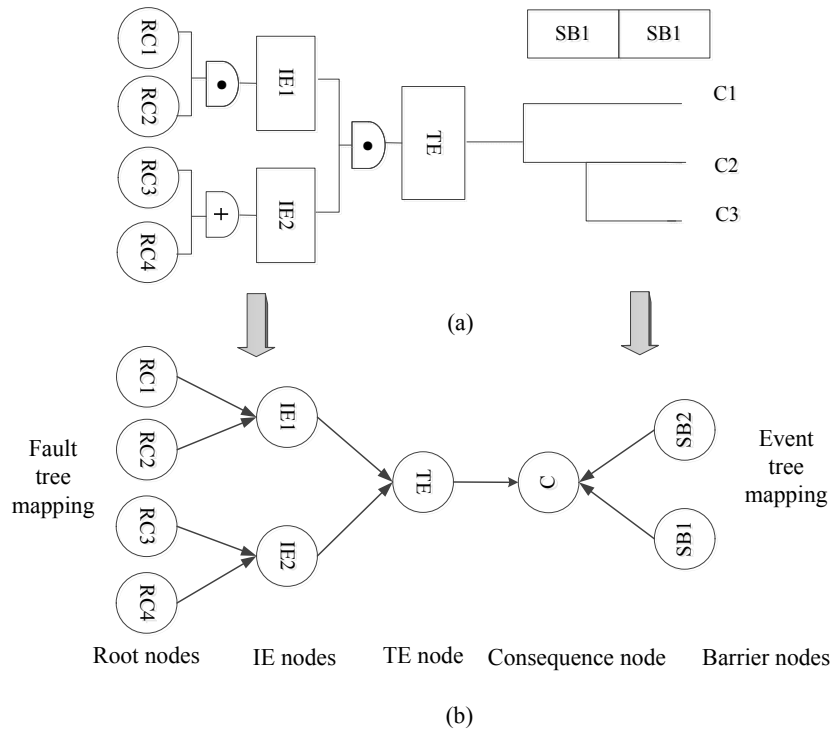 RC1
RC2
RC3
RC4
•
+
IE1
IE2
•
TE
SB1 SB1
C1
C2
C3
(a)
Fault
tree
mapping
RC1
RC2
RC3
RC4
IE1
IE2
TE
C
SB2
SB1
Event
tree
mapping
Root nodes IE nodes TE node Consequence node Barrier nodes
(b)